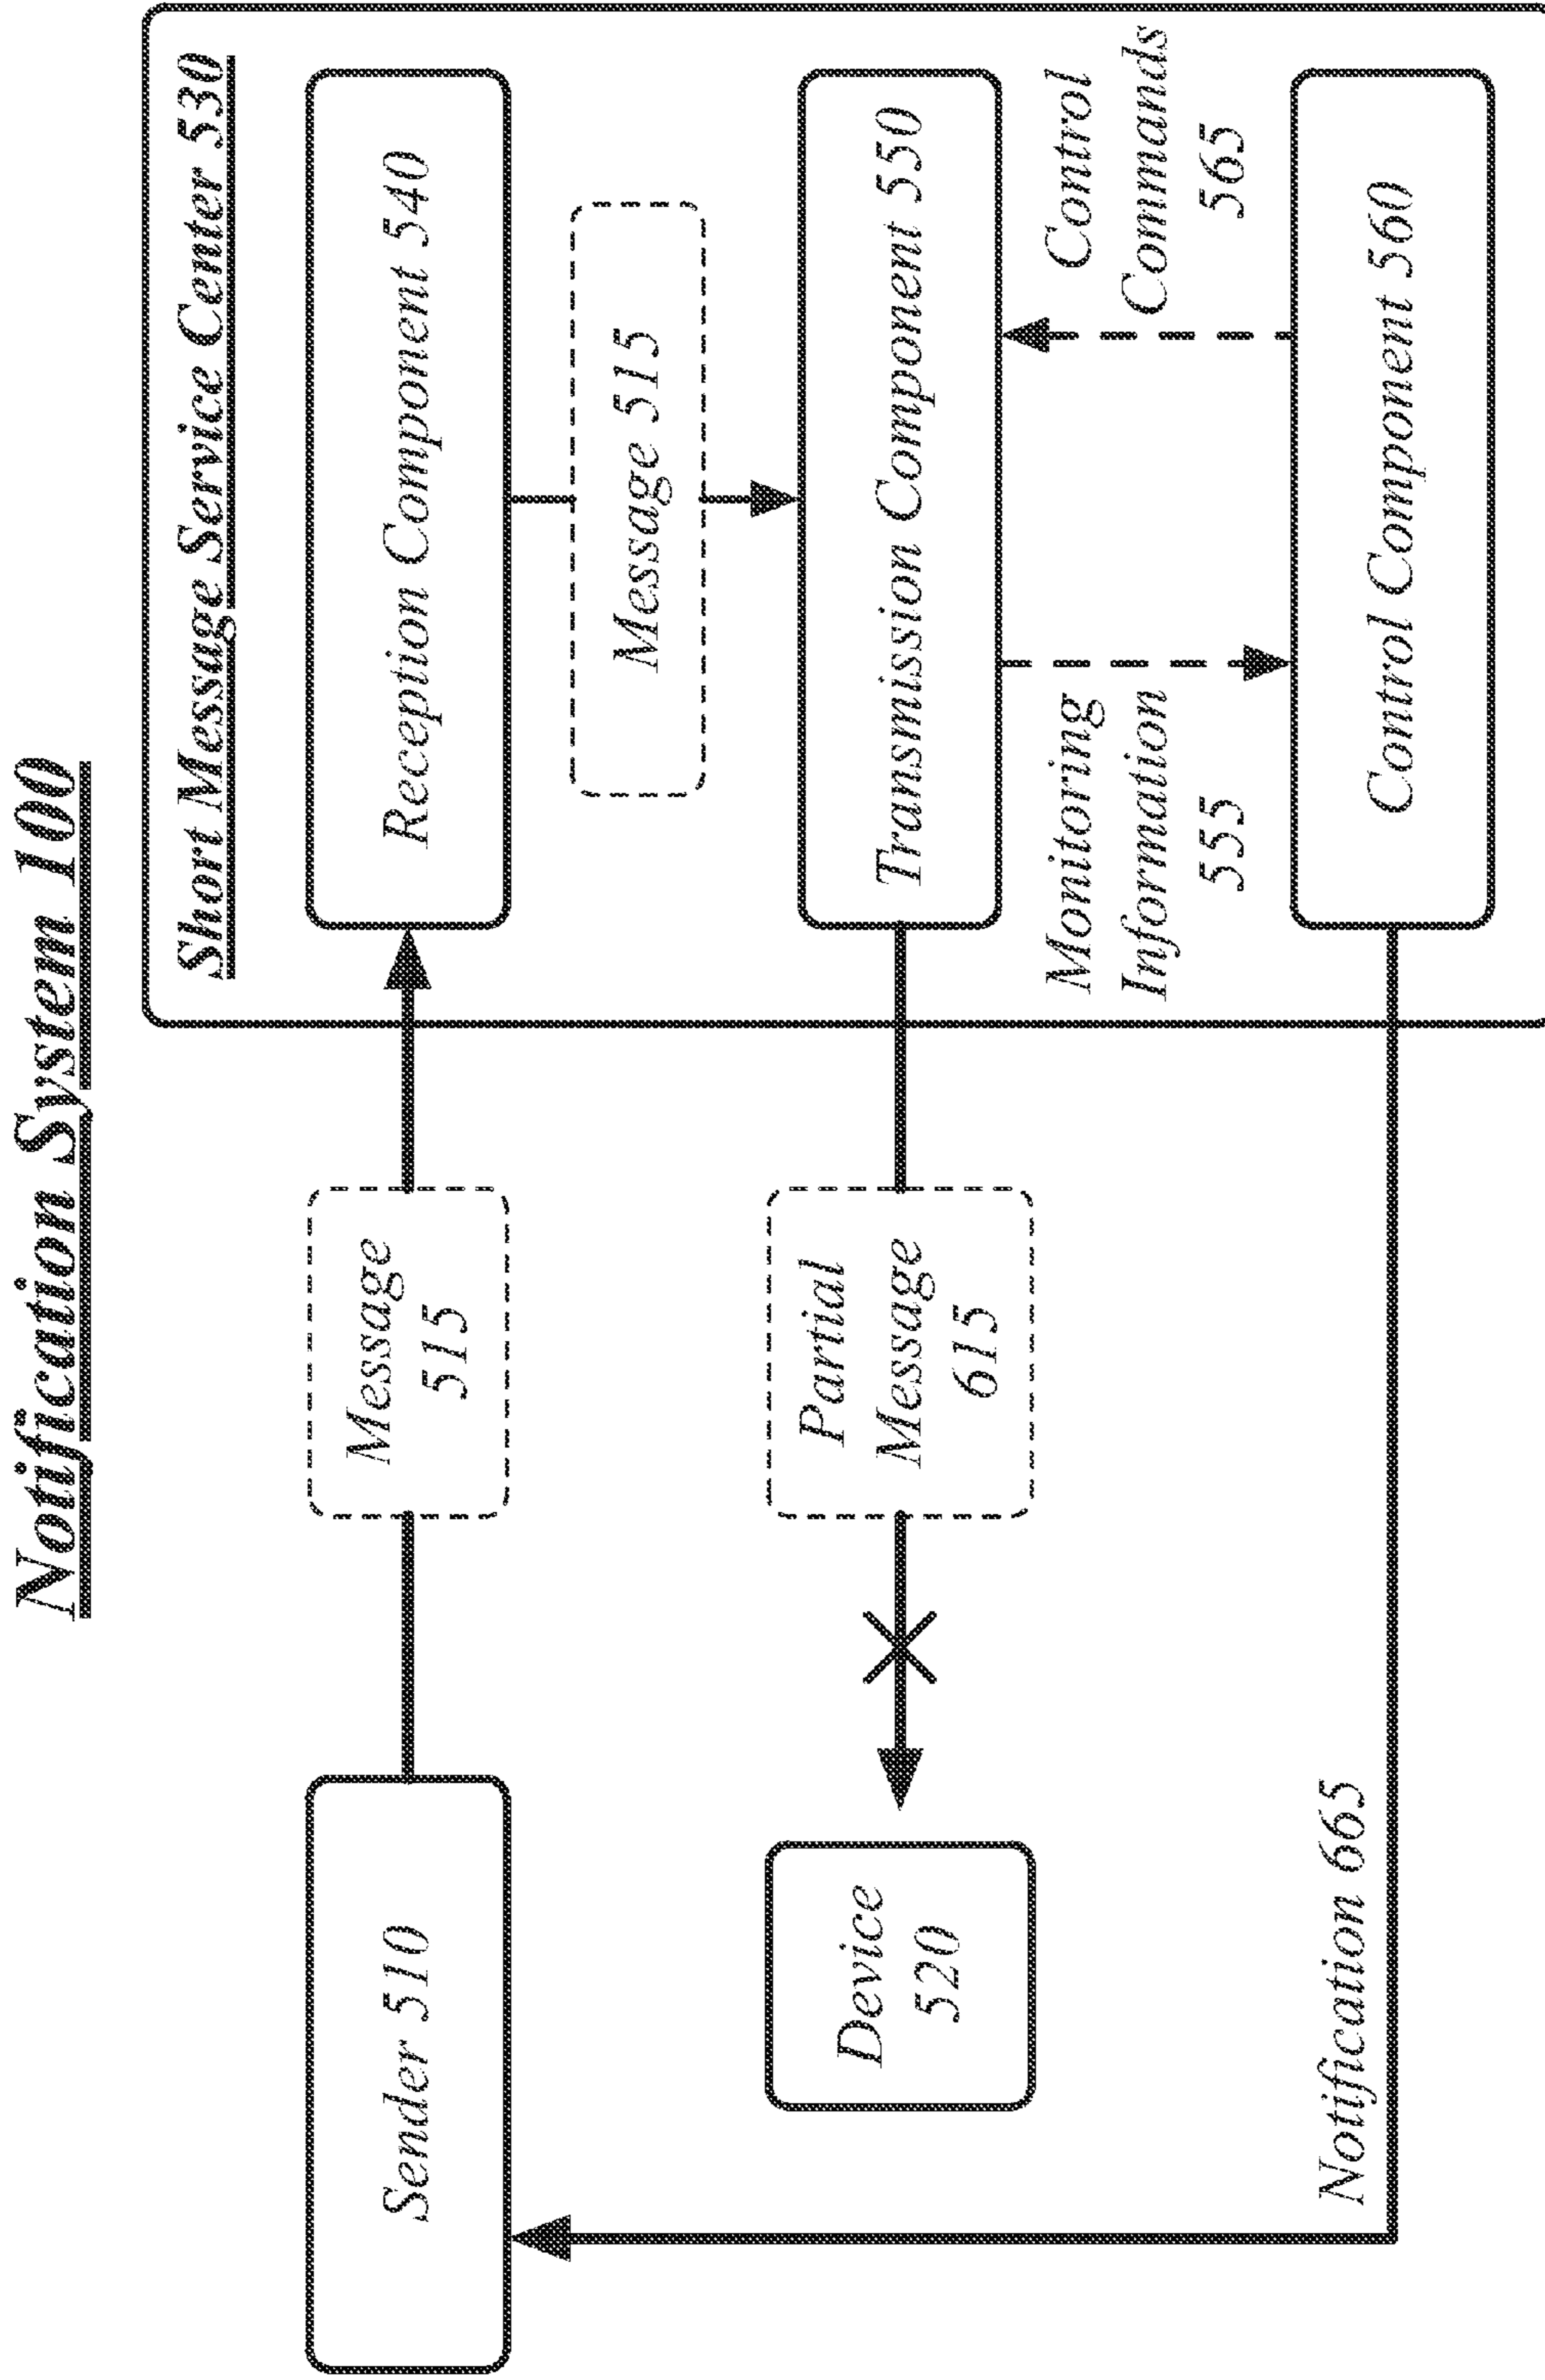 Notification System 100
Short Message Service Center 530
Sender 510
Message
515
Reception Component 540
Message 515
Device
520
Partial
Message
615
Transmission Component 550
Monitoring
Information
555
Control
Commands
565
Notification 665
Control Component 560